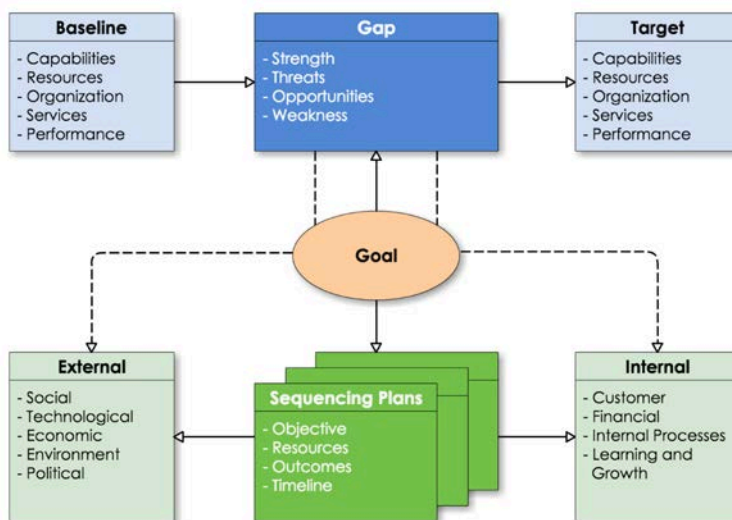 Baseline
- Capabilities
- Resources
- Organization
- Services
- Performance
Gap
- Strength
- Threats
- Opportunities
- Weakness
Target
- Capabilities
- Resources
- Organization
- Services
- Performance
Goal
External
- Social
- Technological
- Economic
- Environment
- Political
Sequencing Plans
- Objective
- Resources
- Outcomes
- Timeline
Internal
- Customer
- Financial
- Internal Processes
- Learning and
Growth